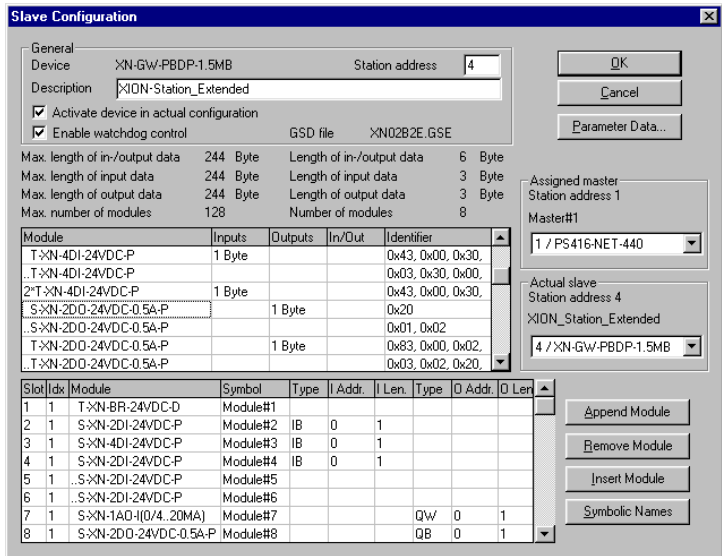 Slave Configuration
General
Device XN-GW-PBDP-1.5MB Station address 4
Description XION-Station_Extended
Activate device in actual configuration
Enable watchdog control GSD file XN02B2E.GSE
OK
Cancel
Parameter Data...
Max. length of in-/output data 244 Byte Length of in-/output data 6 Byte
Max. length of input data 244 Byte Length of input data 3 Byte
Max. length of output data 244 Byte Length of output data 3 Byte
Max. number of modules 128 Number of modules 8
Assigned master
Station address 1
Master#1
1 / PS416-NET-440
Module Inputs Outputs In/Out Identifier
T-XN-4DI-24VDC-P 1 Byte 0x43, 0x00, 0x30,
..T-XN-4DI-24VDC-P 0x03, 0x30, 0x00,
2*T-XN-4DI-24VDC-P 1 Byte 0x43, 0x00, 0x30,
S-XN-2DO-24VDC-0.5A-P 1 Byte 0x20
..S-XN-2DO-24VDC-0.5A-P 0x01, 0x02
T-XN-2DO-24VDC-0.5A-P 1 Byte 0x83, 0x00, 0x02,
..T-XN-2DO-24VDC-0.5A-P 0x03, 0x02, 0x20,
Actual slave
Station address 4
XION_Station_Extended
4 / XN-GW-PBDP-1.5MB
Slot Idx Module Symbol Type I Addr. I Len. Type O Addr. O Len
1 1 T-XN-BR-24VDC-D Module#1
2 1 S-XN-2DI-24VDC-P Module#2 IB 0 1
3 1 S-XN-4DI-24VDC-P Module#3 IB 0 1
4 1 S-XN-2DI-24VDC-P Module#4 IB 0 1
5 1 ..S-XN-2DI-24VDC-P Module#5
6 1 ..S-XN-2DI-24VDC-P Module#6
7 1 S-XN-1AO-I(0/4..20MA) Module#7 QW 0 1
8 1 S-XN-2DO-24VDC-0.5A-P Module#8 QB 0 1
Append Module
Remove Module
Insert Module
Symbolic Names